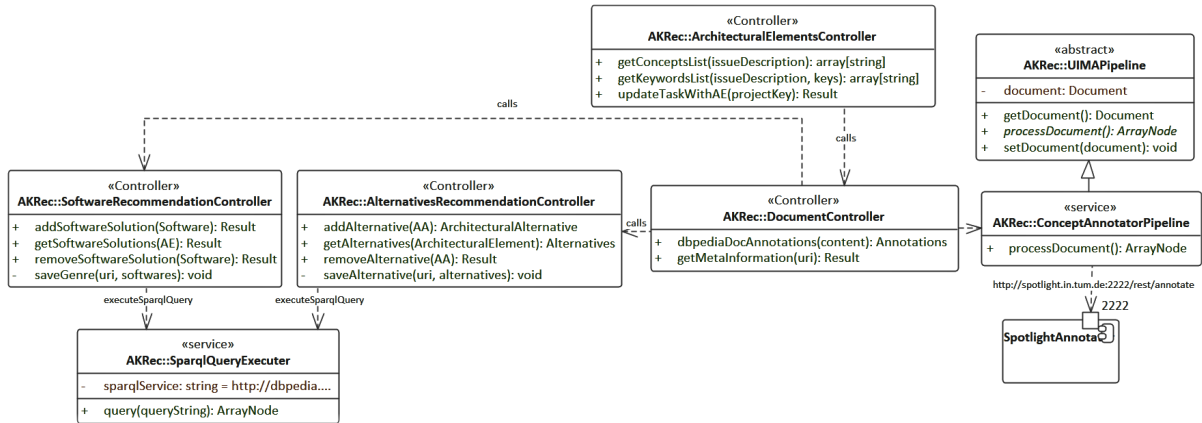 «Controller»
AKRec::ArchitecturalElementsController
+ getConceptsList(issueDescription): array[string]
+ getKeywordsList(issueDescription, keys): array[string]
+ updateTaskWithAE(projectKey): Result
«abstract»
AKRec::UIMAPipeline
- document: Document
+ getDocument(): Document
+ processDocument(): ArrayNode
+ setDocument(document): void
calls
calls
«Controller»
AKRec::SoftwareRecommendationController
+ addSoftwareSolution(Software): Result
+ getSoftwareSolutions(AE): Result
+ removeSoftwareSolution(Software): Result
- saveGenre(uri, softwares): void
«Controller»
AKRec::AlternativesRecommendationController
+ addAlternative(AA): ArchitecturalAlternative
+ getAlternatives(ArchitecturalElement): Alternatives
+ removeAlternative(AA): Result
- saveAlternative(uri, alternatives): void
calls
«Controller»
AKRec::DocumentController
+ dbpediaDocAnnotations(content): Annotations
+ getMetaInformation(uri): Result
«service»
AKRec::ConceptAnnotatorPipeline
+ processDocument(): ArrayNode
http://spotlight.in.tum.de:2222/rest/annotate
2222
executeSparqlQuery
executeSparqlQuery
«service»
AKRec::SparqlQueryExecuter
- sparqlService: string = http://dbpedia....
+ query(queryString): ArrayNode